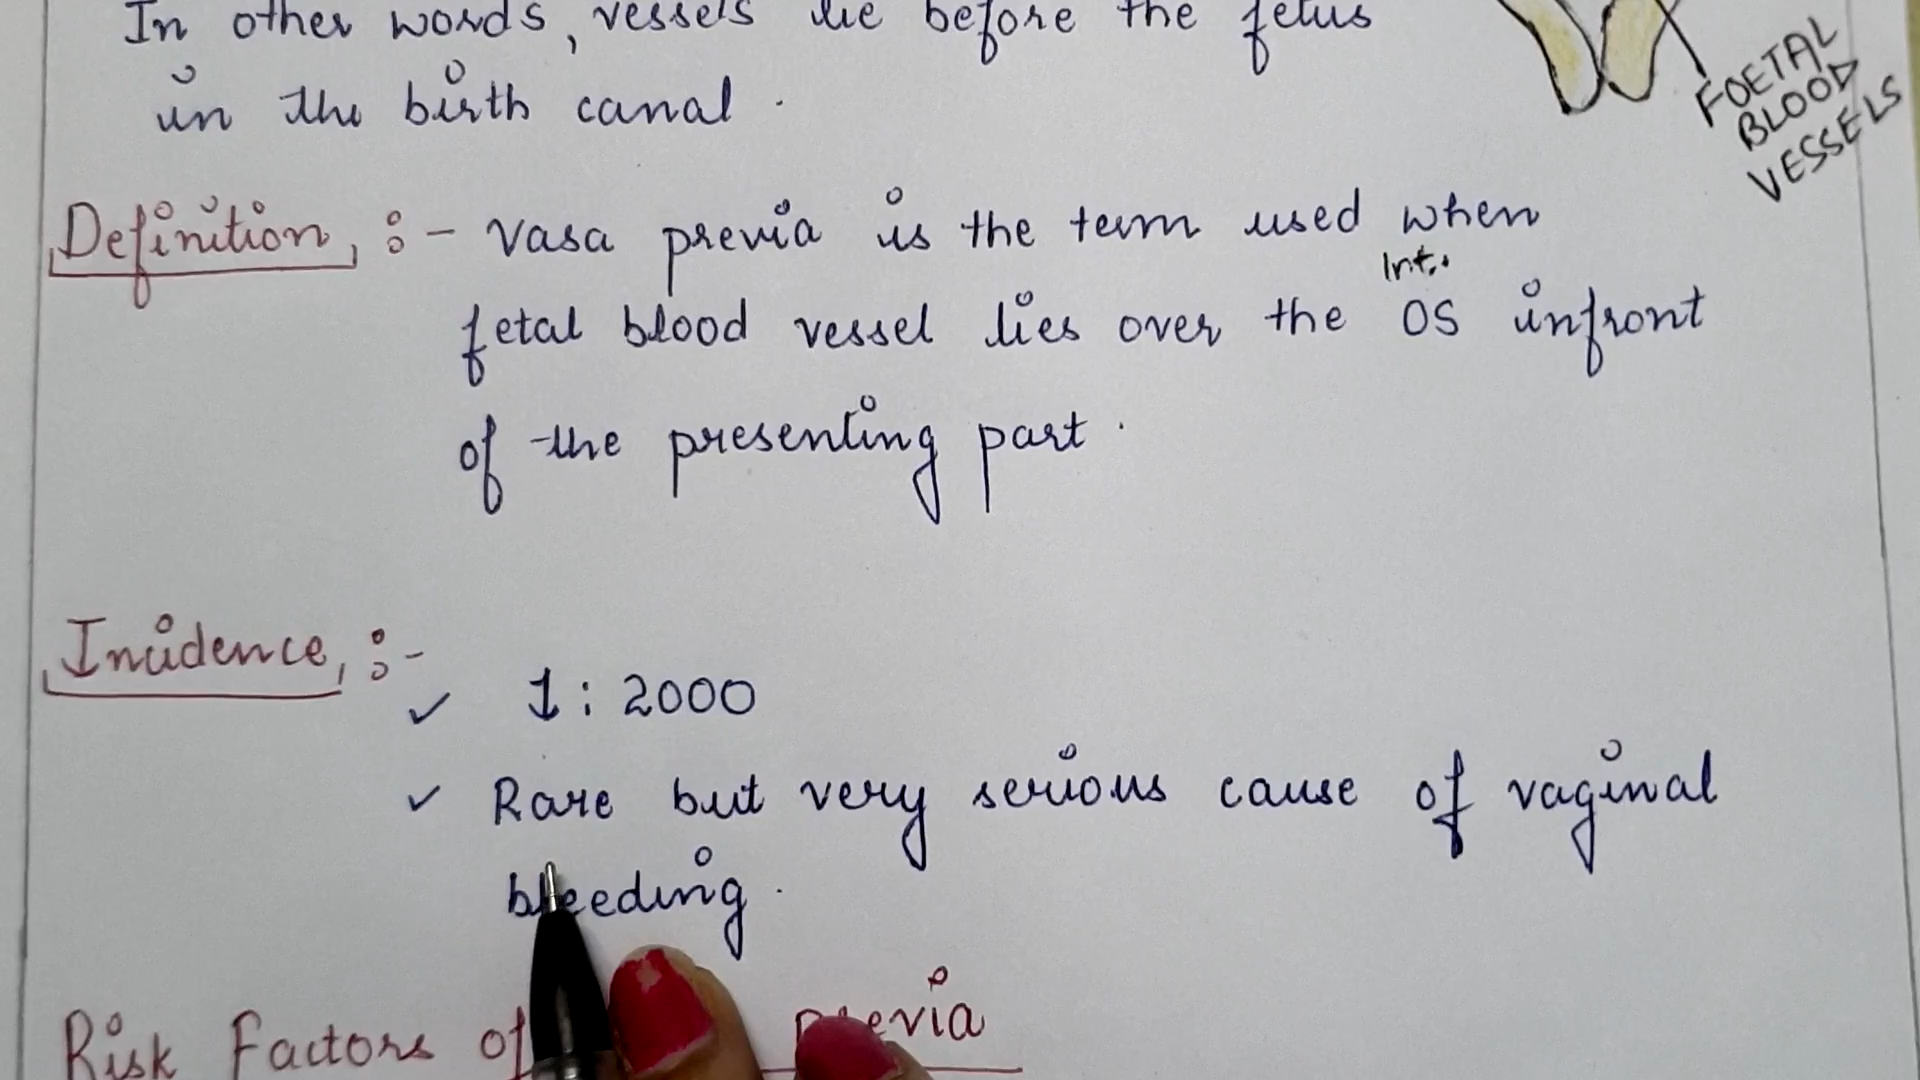 In other words, vessels lie before the fetus
in the birth canal.
FOETAL
BLOOD
VESSELS
Definition :- Vasa previa is the term used when
Int.
fetal blood vessel lies over the OS infront
of the presenting part.
Incidence :-
✓ 1 : 2000
✓ Rare but very serious cause of vaginal
bleeding.
Risk Factors of Previa